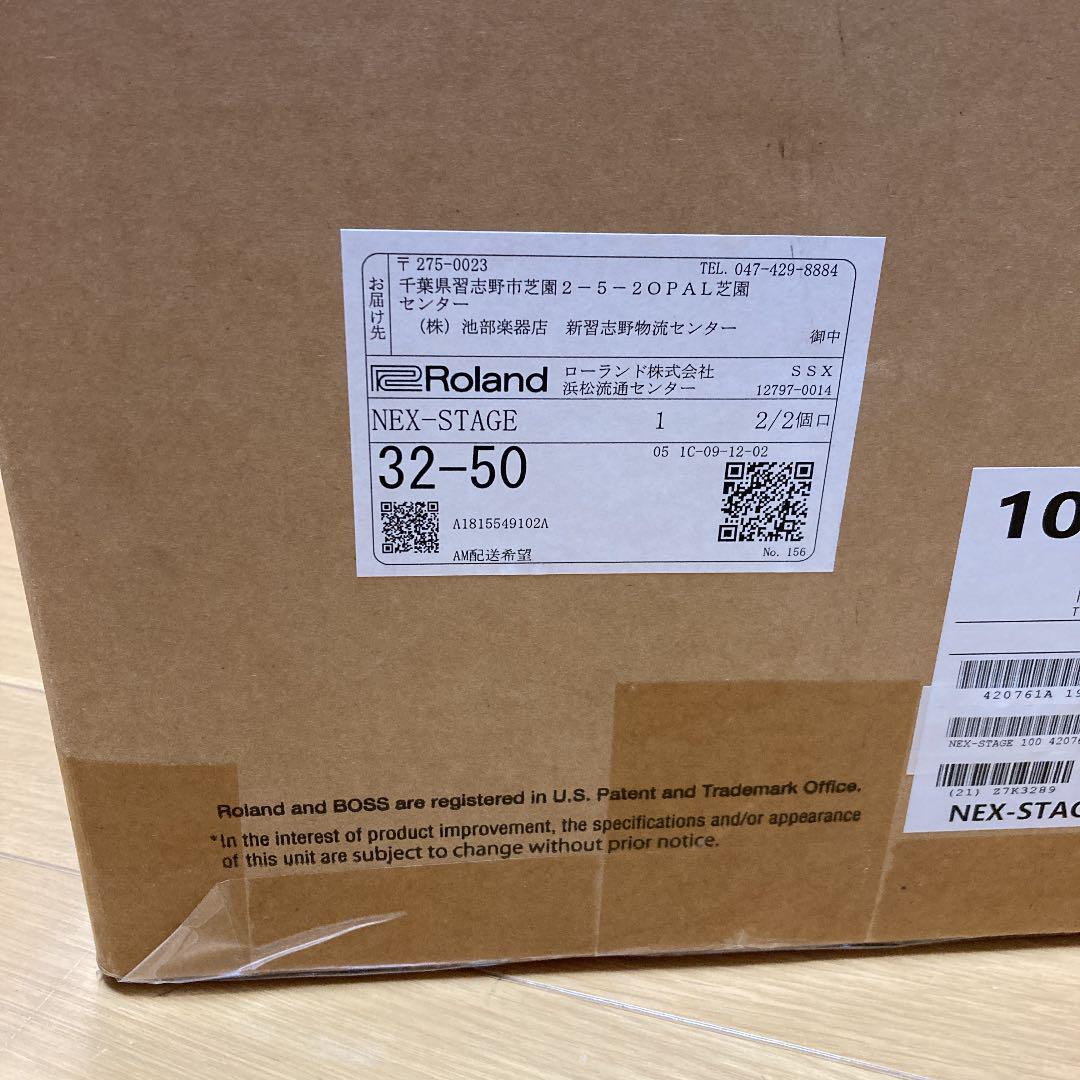 お届け先
〒 275-0023
TEL. 047-429-8884
千葉県習志野市芝園2－5－2OPAL芝園
センター
（株）池部楽器店　新習志野物流センター
御中
Roland
ローランド株式会社
浜松流通センター
SSX
12797-0014
NEX-STAGE 1 2/2個口
32-50
05 1C-09-12-02
A1815549102A
AM配送希望
No. 156
10
420761A 19
NEX-STAGE 100 4207
(21) Z7K3289
NEX-STAG
Roland and BOSS are registered in U.S. Patent and Trademark Office.
*In the interest of product improvement, the specifications and/or appearance
of this unit are subject to change without prior notice.